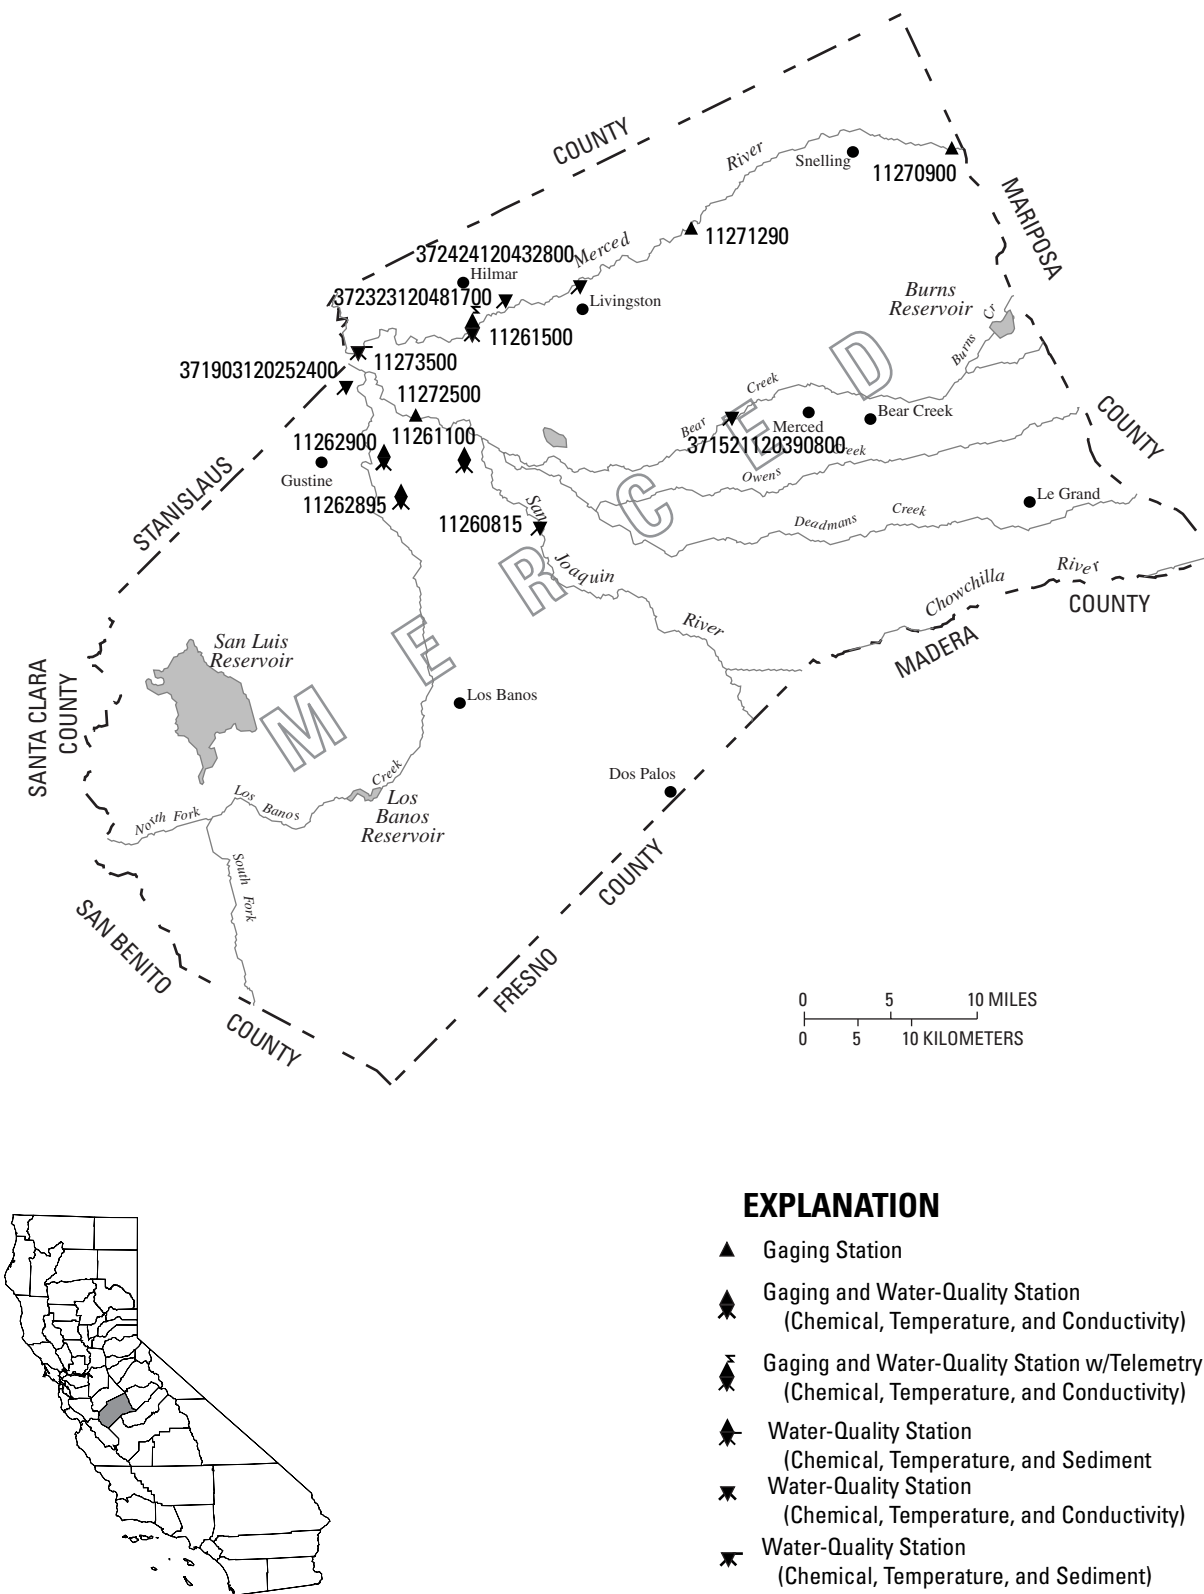 COUNTY
River
Snelling
11270900
MARIPOSA
11271290
Merced
372424120432800
Hilmar
372323120481700
Livingston
Burns
Reservoir
Burns Cr
11261500
11273500
371903120252400
11272500
Creek
Bear
Merced
Bear Creek
371521120390800
COUNTY
11262900
11261100
Gustine
Owens
Creek
STANISLAUS
11262895
11260815
Le Grand
Deadmans
Creek
San
Joaquin
River
Chowchilla
River
COUNTY
MADERA
MERCED
San Luis
Reservoir
SANTA CLARA
COUNTY
Los Banos
Dos Palos
North Fork
Los
Banos
Creek
Los
Banos
Reservoir
South
Fork
COUNTY
SAN BENITO
FRESNO
COUNTY
0 5 10 MILES
0 5 10 KILOMETERS
EXPLANATION
Gaging Station
Gaging and Water-Quality Station
(Chemical, Temperature, and Conductivity)
Gaging and Water-Quality Station w/Telemetry
(Chemical, Temperature, and Conductivity)
Water-Quality Station
(Chemical, Temperature, and Sediment
Water-Quality Station
(Chemical, Temperature, and Conductivity)
Water-Quality Station
(Chemical, Temperature, and Sediment)